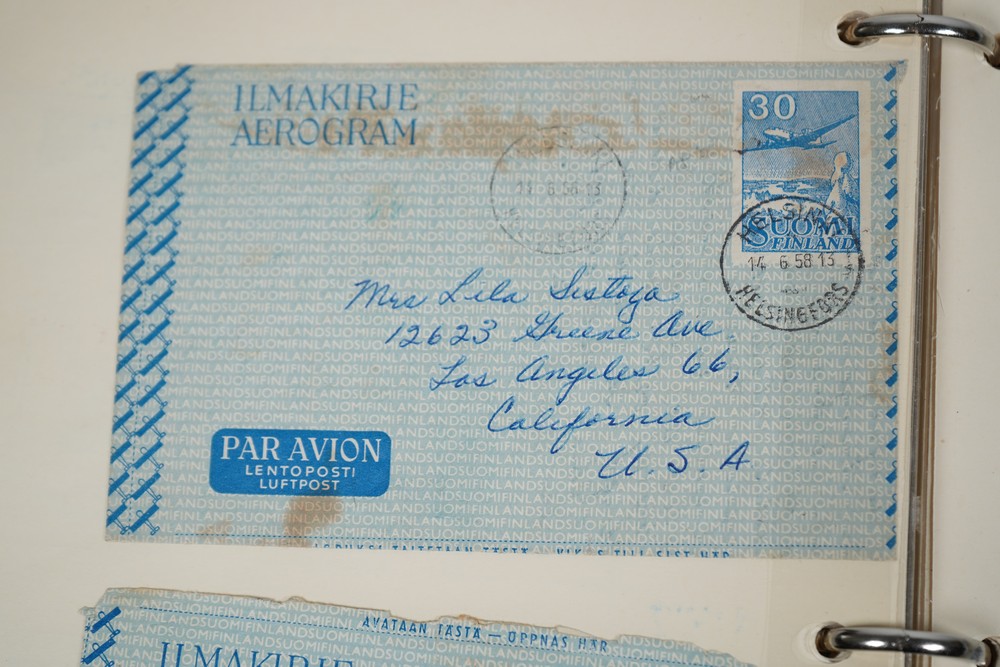 ILMAKIRJE
AEROGRAM
30
SUOMI
FINLAND
HELSINKI
14. 6.58 13
HELSINGFORS
Mrs Lila Sistoza
12623 Greene Ave.
Los Angeles 66,
California
U. S. A
PAR AVION
LENTOPOSTI
LUFTPOST
AVATAAN TÄSTÄ — ÖPPNAS HÄR
ILMAKIRJE